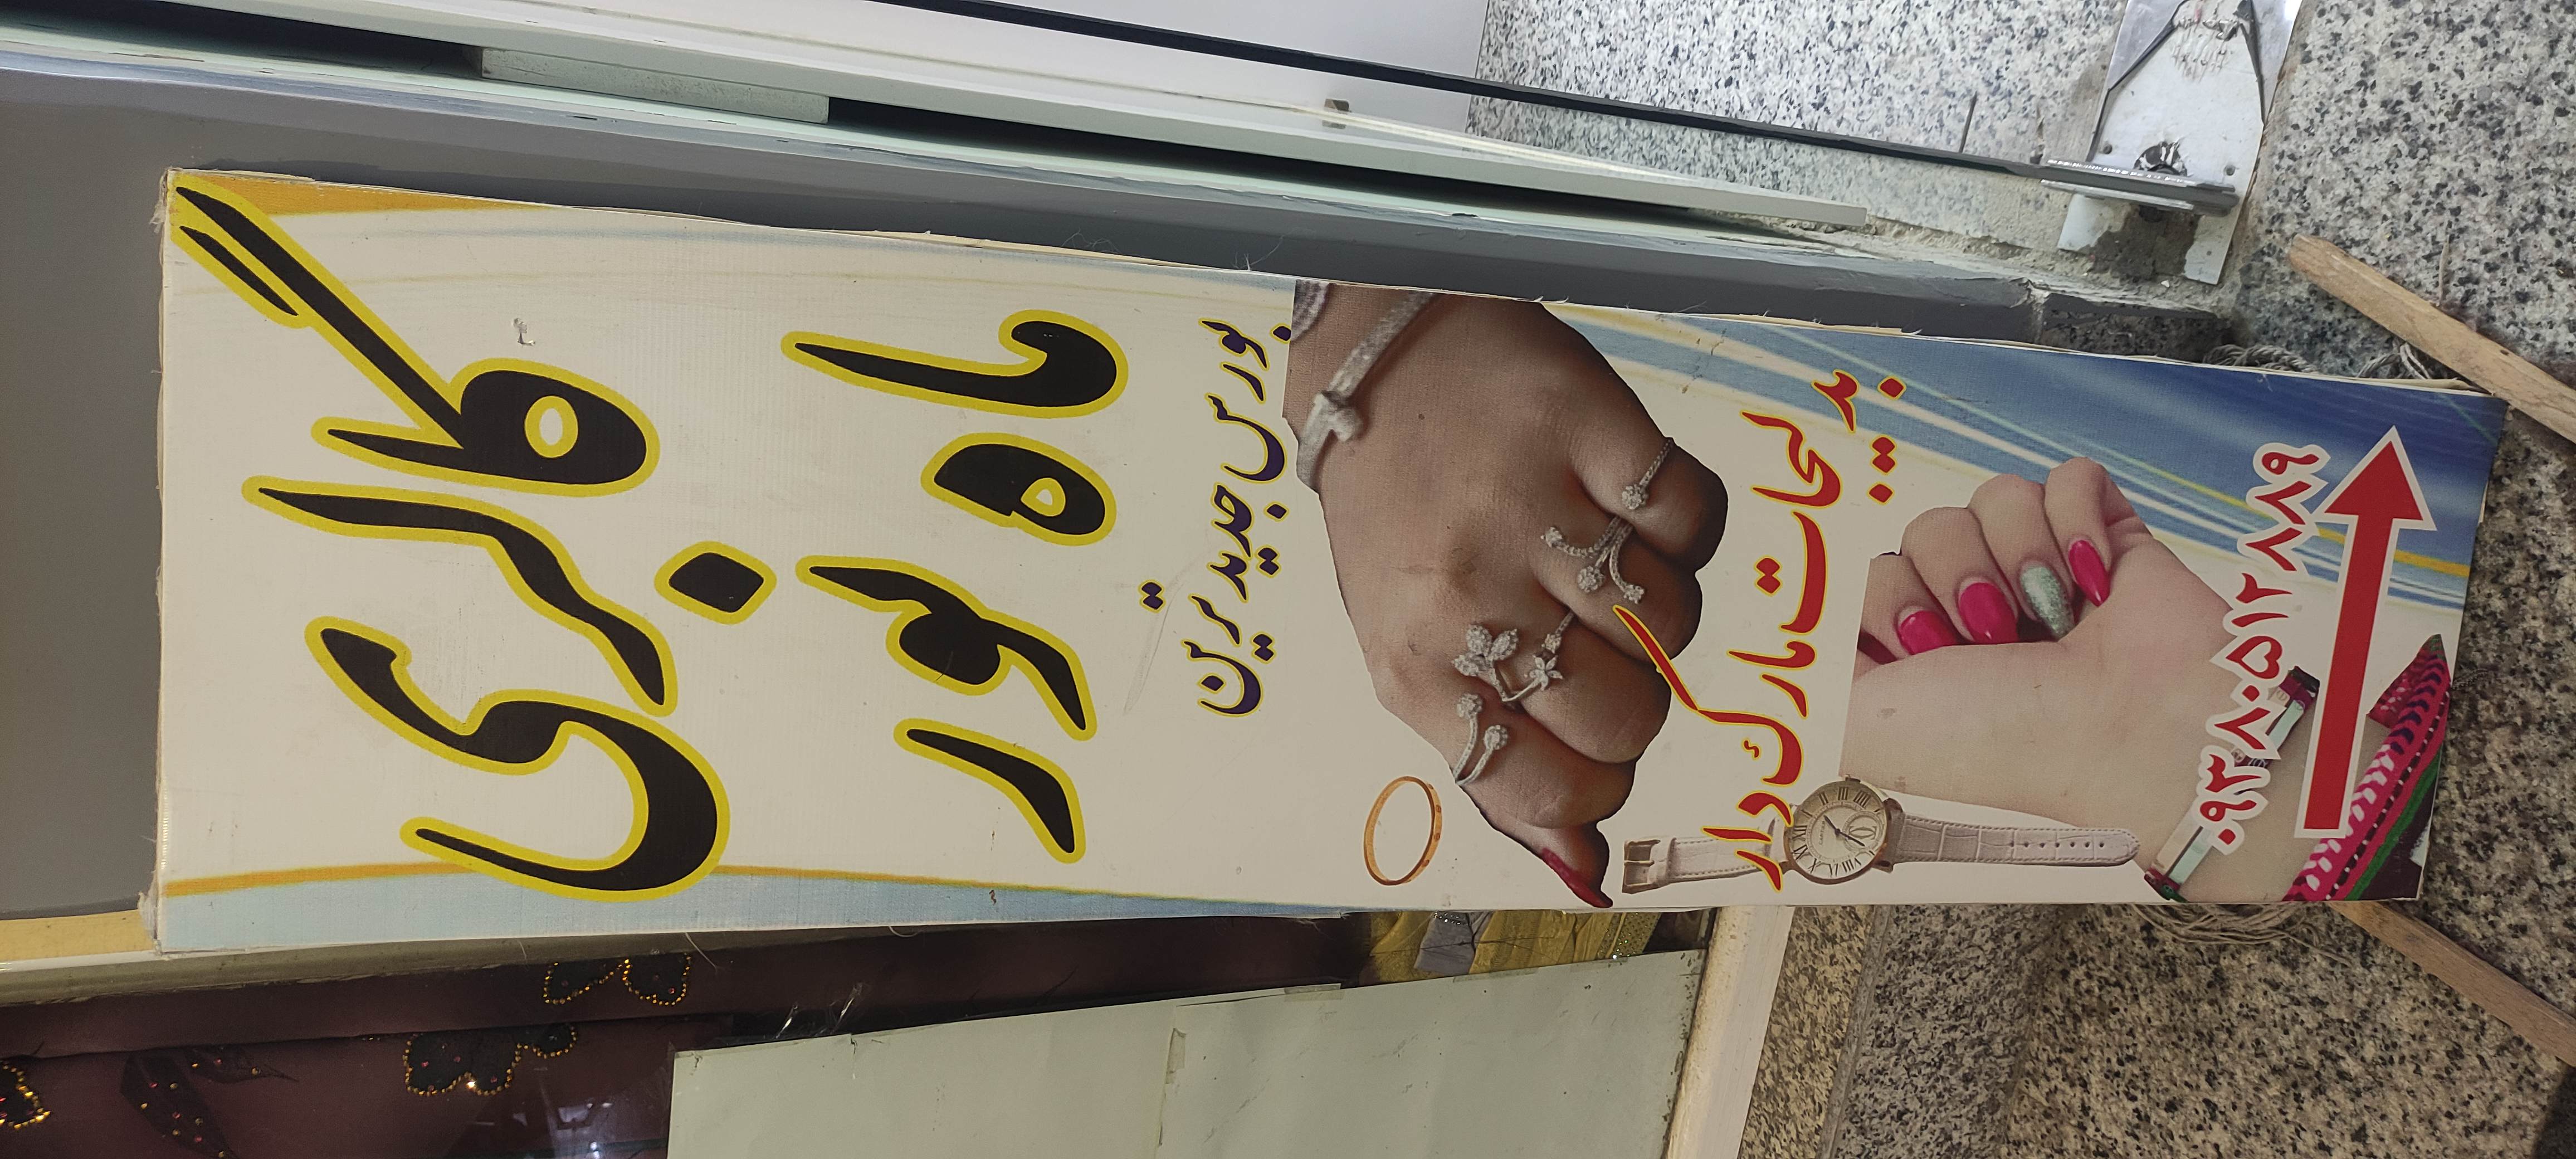 گالری
ماه نور
بورس جدیدترین
بدلیجات مارک دار
۰۹۳۸۰۵۱۲۸۸۹